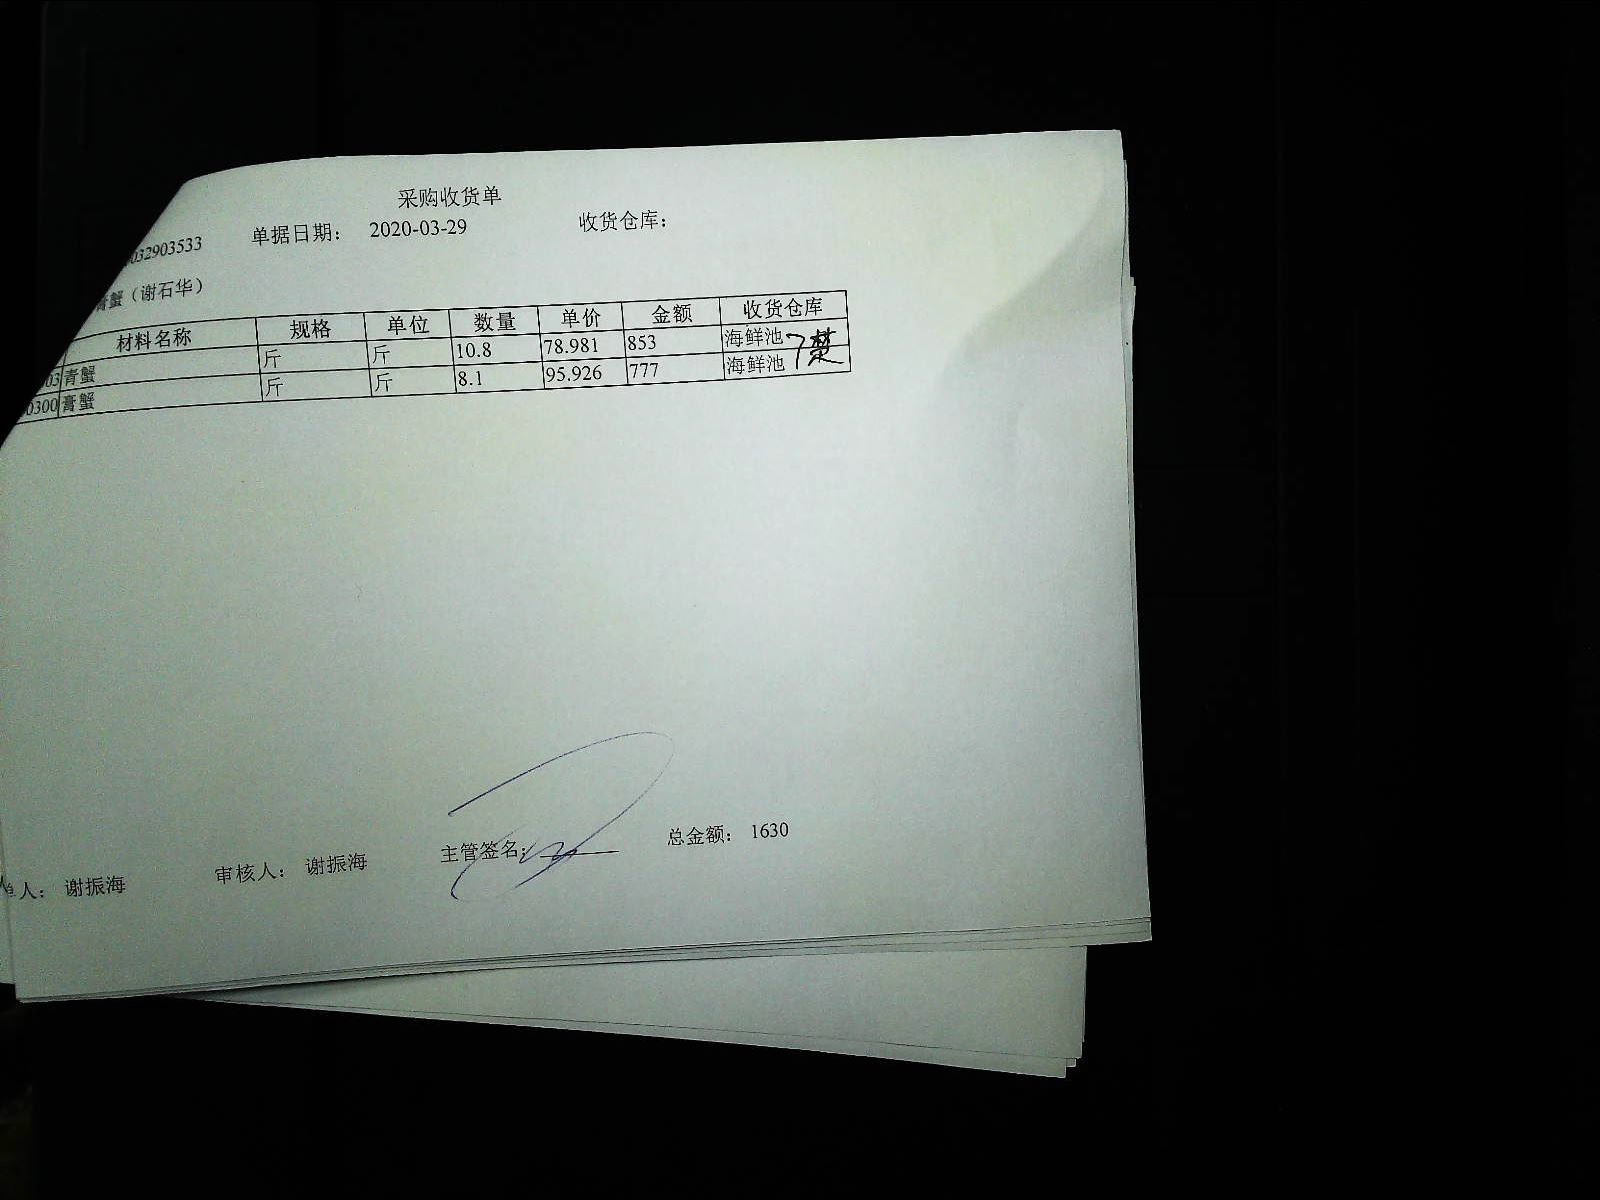 采购收货单
032903533 单据日期： 2020-03-29 收货仓库：
青蟹（谢石华）
材料名称 规格 单位 数量 单价 金额 收货仓库
03 青蟹 斤 斤 10.8 78.981 853 海鲜池
0300 膏蟹 斤 斤 8.1 95.926 777 海鲜池
单人： 谢振海 审核人： 谢振海 主管签名： 总金额： 1630